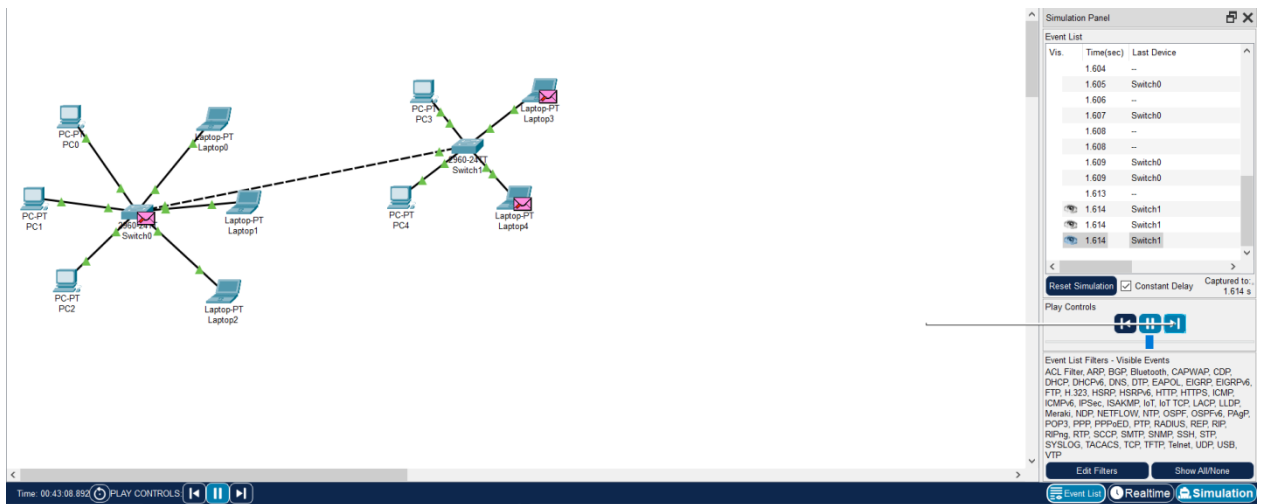 Simulation Panel
Event List
Vis. Time(sec) Last Device
1.604 --
1.605 Switch0
1.606 --
1.607 Switch0
1.608 --
1.608 --
1.609 Switch0
1.609 Switch0
1.613 --
1.614 Switch1
1.614 Switch1
1.614 Switch1
Reset Simulation Constant Delay Captured to:
1.614 s
Play Controls
Event List Filters - Visible Events
ACL Filter, ARP, BGP, Bluetooth, CAPWAP, CDP,
DHCP, DHCPv6, DNS, DTP, EAPOL, EIGRP, EIGRPv6,
FTP, H.323, HSRP, HSRPv6, HTTP, HTTPS, ICMP,
ICMPv6, IPSec, ISAKMP, IoT, IoT TCP, LACP, LLDP,
Meraki, NDP, NETFLOW, NTP, OSPF, OSPFv6, PAgP,
POP3, PPP, PPPoED, PTP, RADIUS, REP, RIP,
RIPng, RTP, SCCP, SMTP, SNMP, SSH, STP,
SYSLOG, TACACS, TCP, TFTP, Telnet, UDP, USB,
VTP
Edit Filters Show All/None
PC-PT
PC0
Laptop-PT
Laptop0
PC-PT
PC1
2960-24TT
Switch0
Laptop-PT
Laptop1
PC-PT
PC2
Laptop-PT
Laptop2
PC-PT
PC3
Laptop-PT
Laptop3
2960-24TT
Switch1
PC-PT
PC4
Laptop-PT
Laptop4
Time: 00:43:08.892 PLAY CONTROLS:
Event List Realtime Simulation